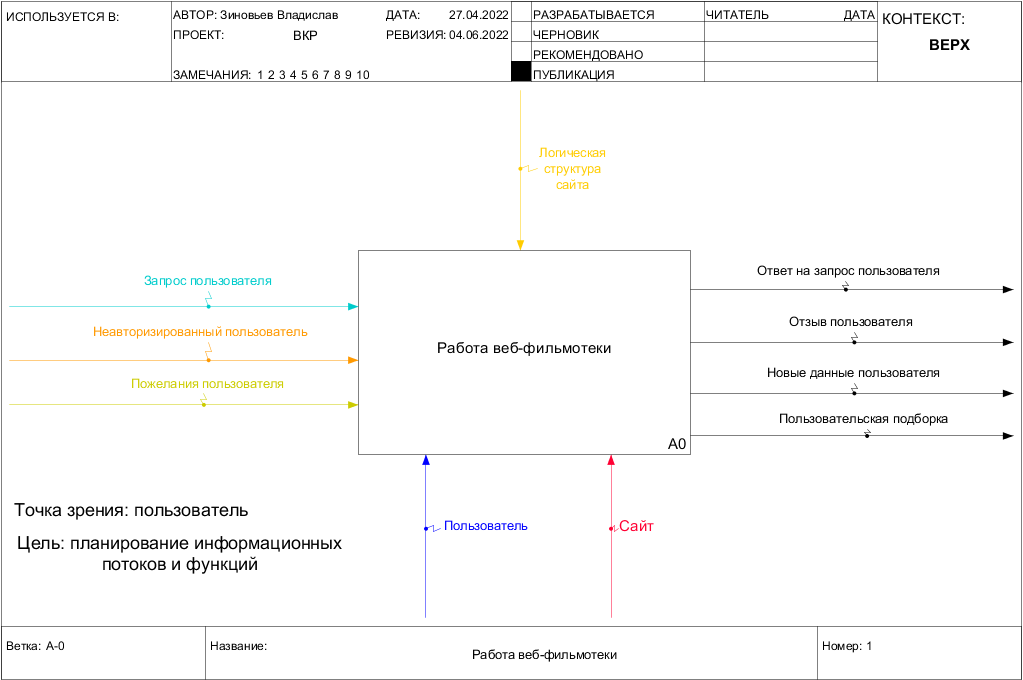 ИСПОЛЬЗУЕТСЯ В:
АВТОР: Зиновьев Владислав
ДАТА: 27.04.2022
ПРОЕКТ: ВКР
РЕВИЗИЯ: 04.06.2022
ЗАМЕЧАНИЯ: 1 2 3 4 5 6 7 8 9 10
РАЗРАБАТЫВАЕТСЯ
ЧЕРНОВИК
РЕКОМЕНДОВАНО
ПУБЛИКАЦИЯ
ЧИТАТЕЛЬ ДАТА
КОНТЕКСТ:
ВЕРХ
Логическая
структура
сайта
Запрос пользователя
Неавторизированный пользователь
Пожелания пользователя
Работа веб-фильмотеки
A0
Ответ на запрос пользователя
Отзыв пользователя
Новые данные пользователя
Пользовательская подборка
Пользователь
Сайт
Точка зрения: пользователь
Цель: планирование информационных
потоков и функций
Ветка: A-0
Название:
Работа веб-фильмотеки
Номер: 1